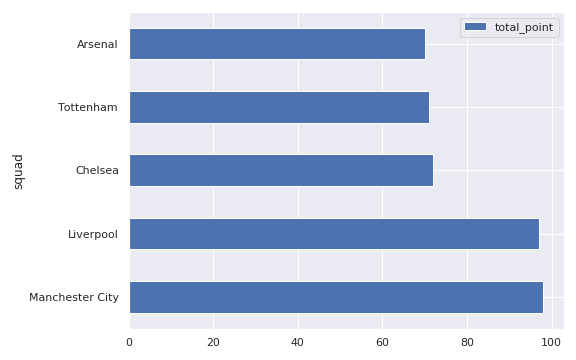 total_point
Arsenal
Tottenham
Chelsea
squad
Liverpool
Manchester City
0 20 40 60 80 100